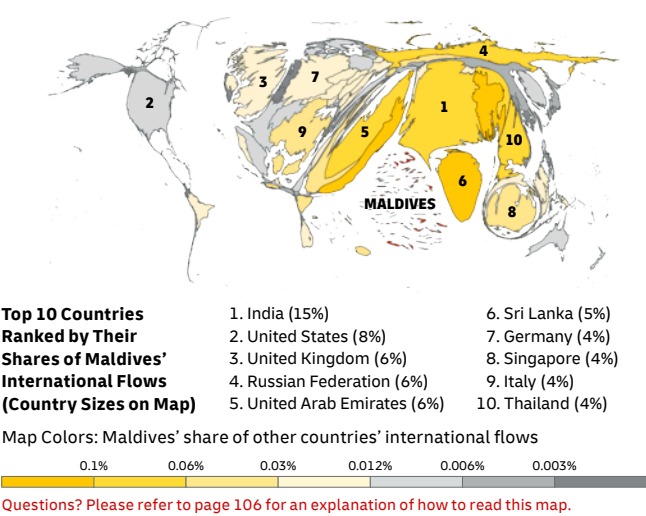 4
3
7
2
1
9
5
10
6
MALDIVES
8
Top 10 Countries
Ranked by Their
Shares of Maldives’
International Flows
(Country Sizes on Map)
1. India (15%)
2. United States (8%)
3. United Kingdom (6%)
4. Russian Federation (6%)
5. United Arab Emirates (6%)
6. Sri Lanka (5%)
7. Germany (4%)
8. Singapore (4%)
9. Italy (4%)
10. Thailand (4%)
Map Colors: Maldives’ share of other countries’ international flows
0.1% 0.06% 0.03% 0.012% 0.006% 0.003%
Questions? Please refer to page 106 for an explanation of how to read this map.